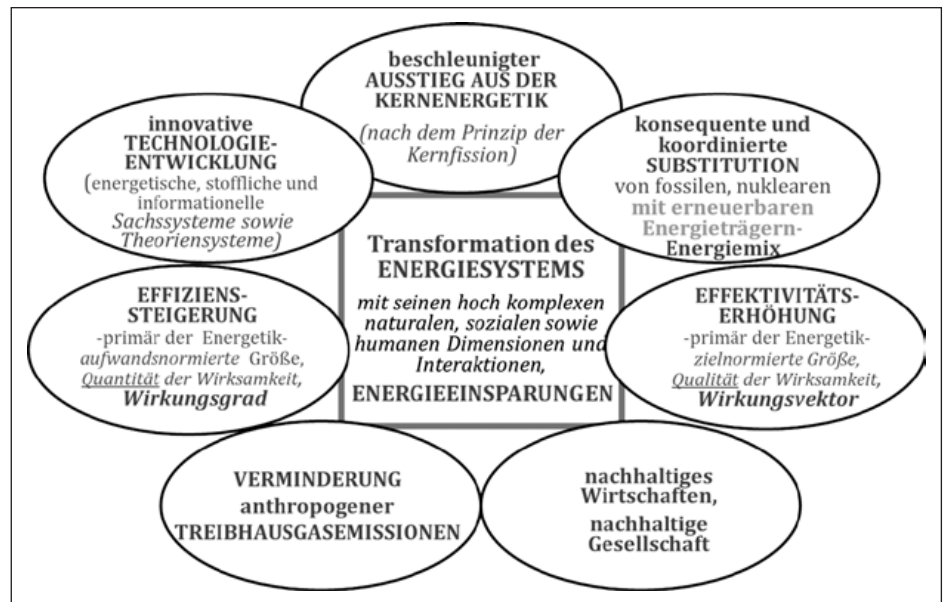 beschleunigter
AUSSTIEG AUS DER
KERNENERGETIK
(nach dem Prinzip der
Kernfission)
innovative
TECHNOLOGIE-
ENTWICKLUNG
(energetische, stoffliche und
informationelle
Sachssysteme sowie
Theoriensysteme)
konsequente und
koordinierte
SUBSTITUTION
von fossilen, nuklearen
mit erneuerbaren
Energieträgern-
Energiemix
Transformation des
ENERGIESYSTEMS
mit seinen hoch komplexen
naturalen, sozialen sowie
humanen Dimensionen und
Interaktionen,
ENERGIEEINSPARUNGEN
EFFIZIENS-
STEIGERUNG
-primär der Energetik-
aufwandsnormierte Größe,
Quantität der Wirksamkeit,
Wirkungsgrad
EFFEKTIVITÄTS-
ERHÖHUNG
-primär der Energetik-
zielnormierte Größe,
Qualität der Wirksamkeit,
Wirkungsvektor
VERMINDERUNG
anthropogener
TREIBHAUSGASEMISSIONEN
nachhaltiges
Wirtschaften,
nachhaltige
Gesellschaft